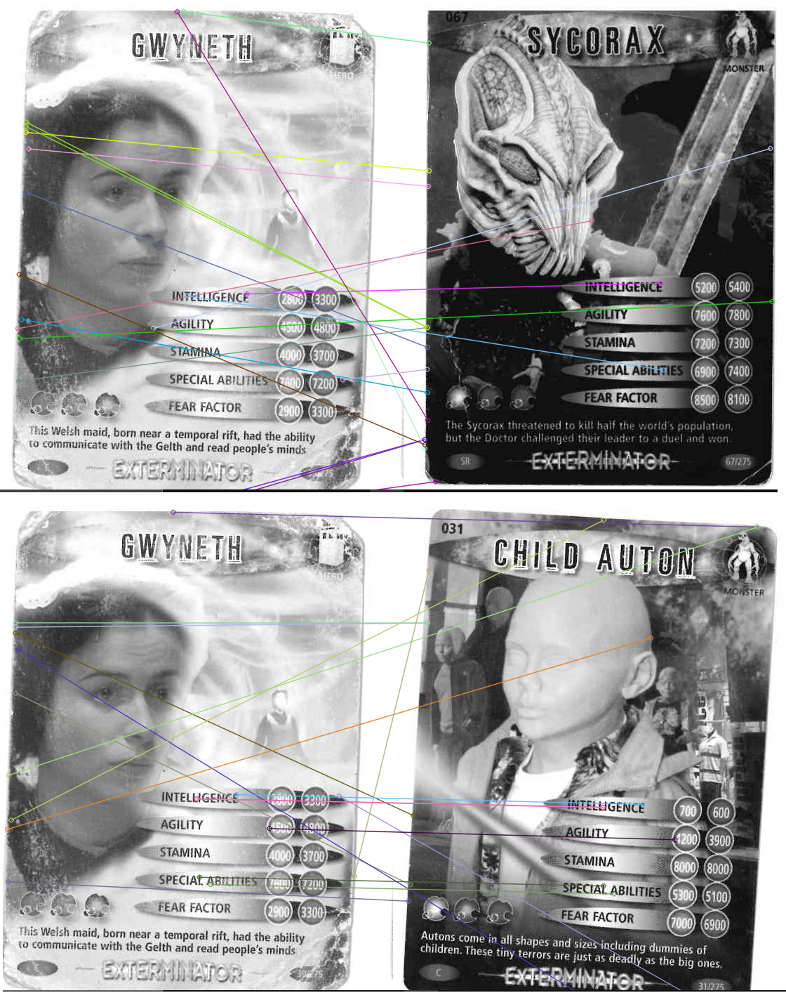 GWYNETH
HERO
INTELLIGENCE 2800 3300
AGILITY 4500 4800
STAMINA 4000 3700
SPECIAL ABILITIES 7600 7200
FEAR FACTOR 2900 3300
This Welsh maid, born near a temporal rift, had the ability
to communicate with the Gelth and read people's minds
EXTERMINATOR
067
SYCORAX
MONSTER
INTELLIGENCE 5200 5400
AGILITY 7600 7800
STAMINA 7200 7300
SPECIAL ABILITIES 6900 7400
FEAR FACTOR 8500 8100
The Sycorax threatened to kill half the world's population,
but the Doctor challenged their leader to a duel and won.
SR EXTERMINATOR 67/275
GWYNETH
HERO
INTELLIGENCE 2800 3300
AGILITY 4500 4800
STAMINA 4000 3700
SPECIAL ABILITIES 7600 7200
FEAR FACTOR 2900 3300
This Welsh maid, born near a temporal rift, had the ability
to communicate with the Gelth and read people's minds
EXTERMINATOR
031
CHILD AUTON
MONSTER
INTELLIGENCE 700 600
AGILITY 4200 3900
STAMINA 8000 8000
SPECIAL ABILITIES 5300 5100
FEAR FACTOR 7000 6900
Autons come in all shapes and sizes including dummies of
children. These tiny terrors are just as deadly as the big ones.
C EXTERMINATOR 31/275